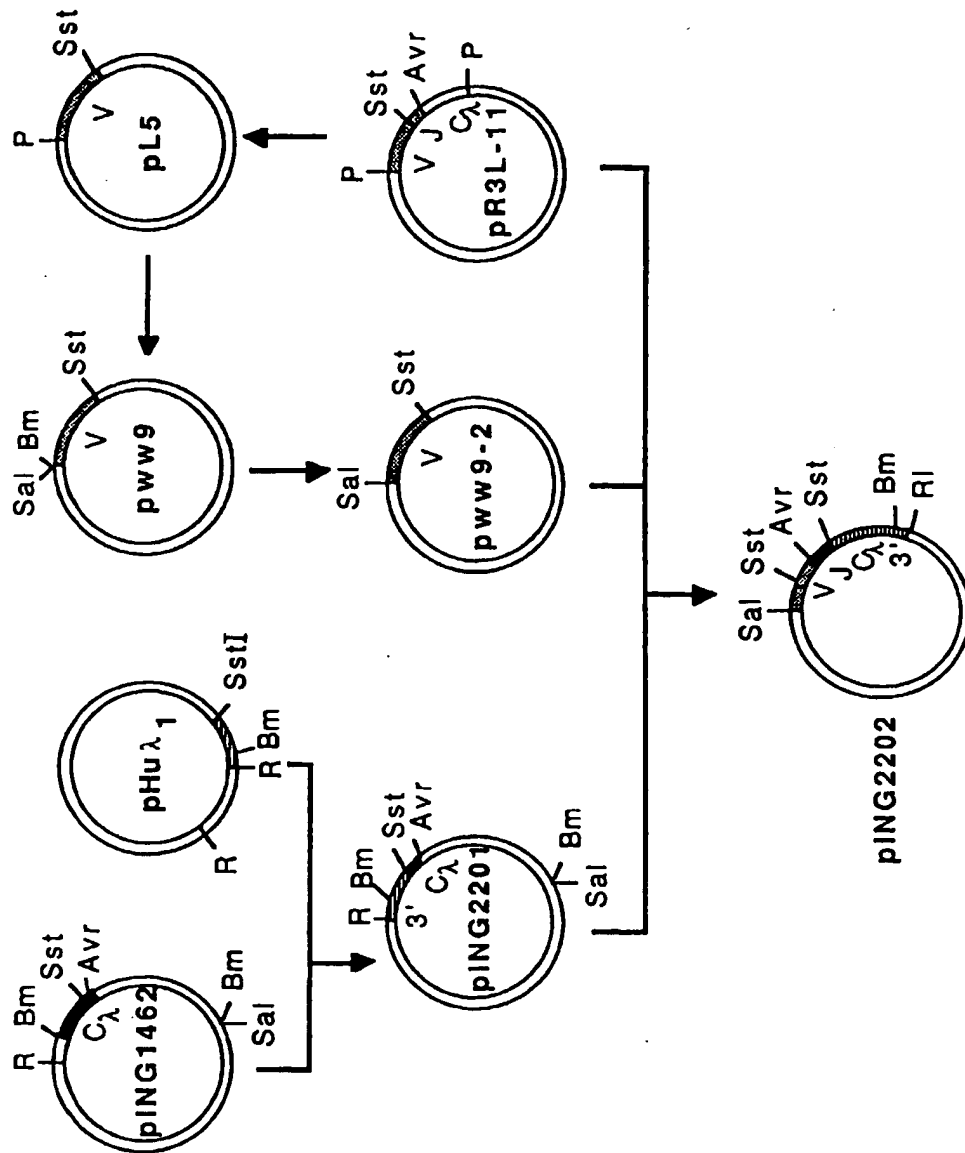 R
Bm
Sst
Avr
Cλ
pING1462
Bm
Sal
pHuλ1
SstI
Bm
R
R
Sal
Bm
Sst
V
pww9
P
Sst
V
pL5
R
Bm
Sst
Avr
3'
Cλ
pING2201
Bm
Sal
Sal
Sst
V
pww9-2
P
Sst
Avr
P
V
J
Cλ
pR3L-11
Sal
Sst
Avr
Sst
Bm
RI
V
J
Cλ
3'
pING2202